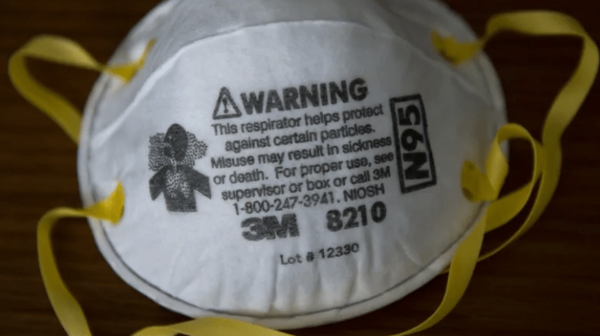 ⚠WARNING
This respirator helps protect
against certain particles.
Misuse may result in sickness
or death. For proper use, see
supervisor or box or call 3M
1-800-247-3941. NIOSH
3M 8210
Lot # 12330
N95